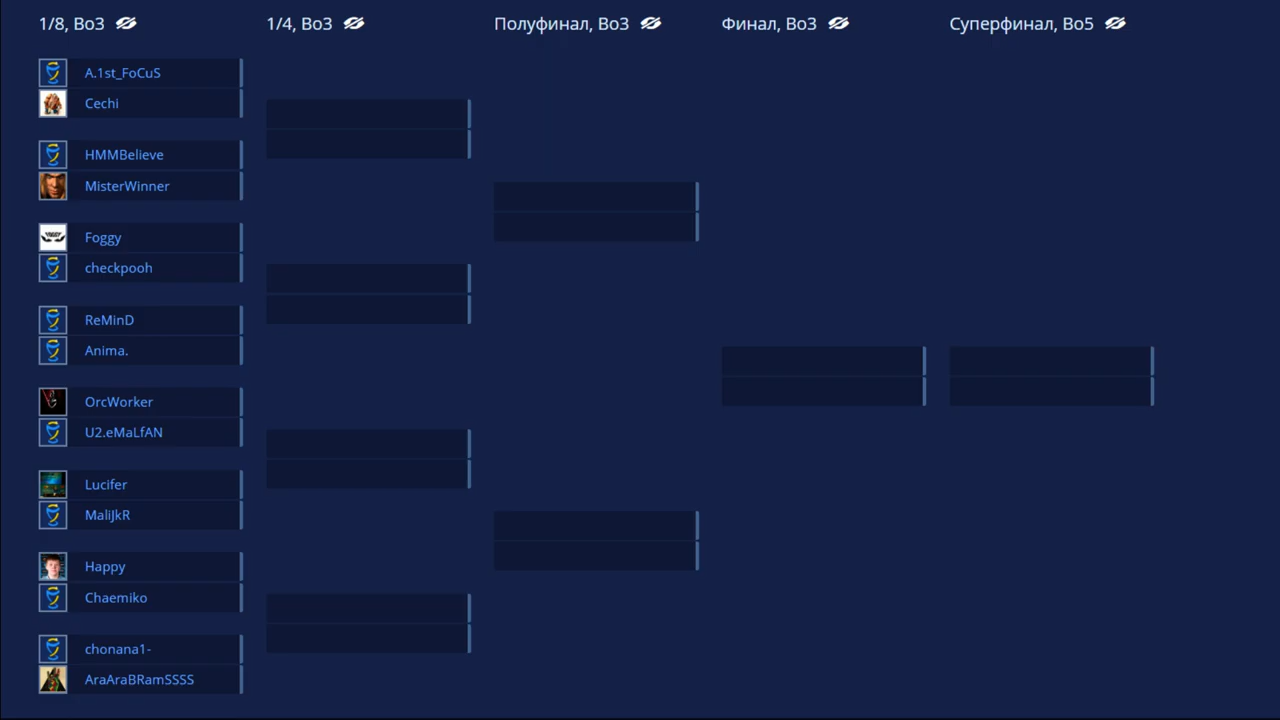 1/8, Bo3
1/4, Bo3
Полуфинал, Bo3
Финал, Bo3
Суперфинал, Bo5
A.1st_FoCuS
Cechi
HMMBelieve
MisterWinner
Foggy
checkpooh
ReMinD
Anima.
OrcWorker
U2.eMaLfAN
Lucifer
MaliJkR
Happy
Chaemiko
chonana1-
AraAraBRamSSSS